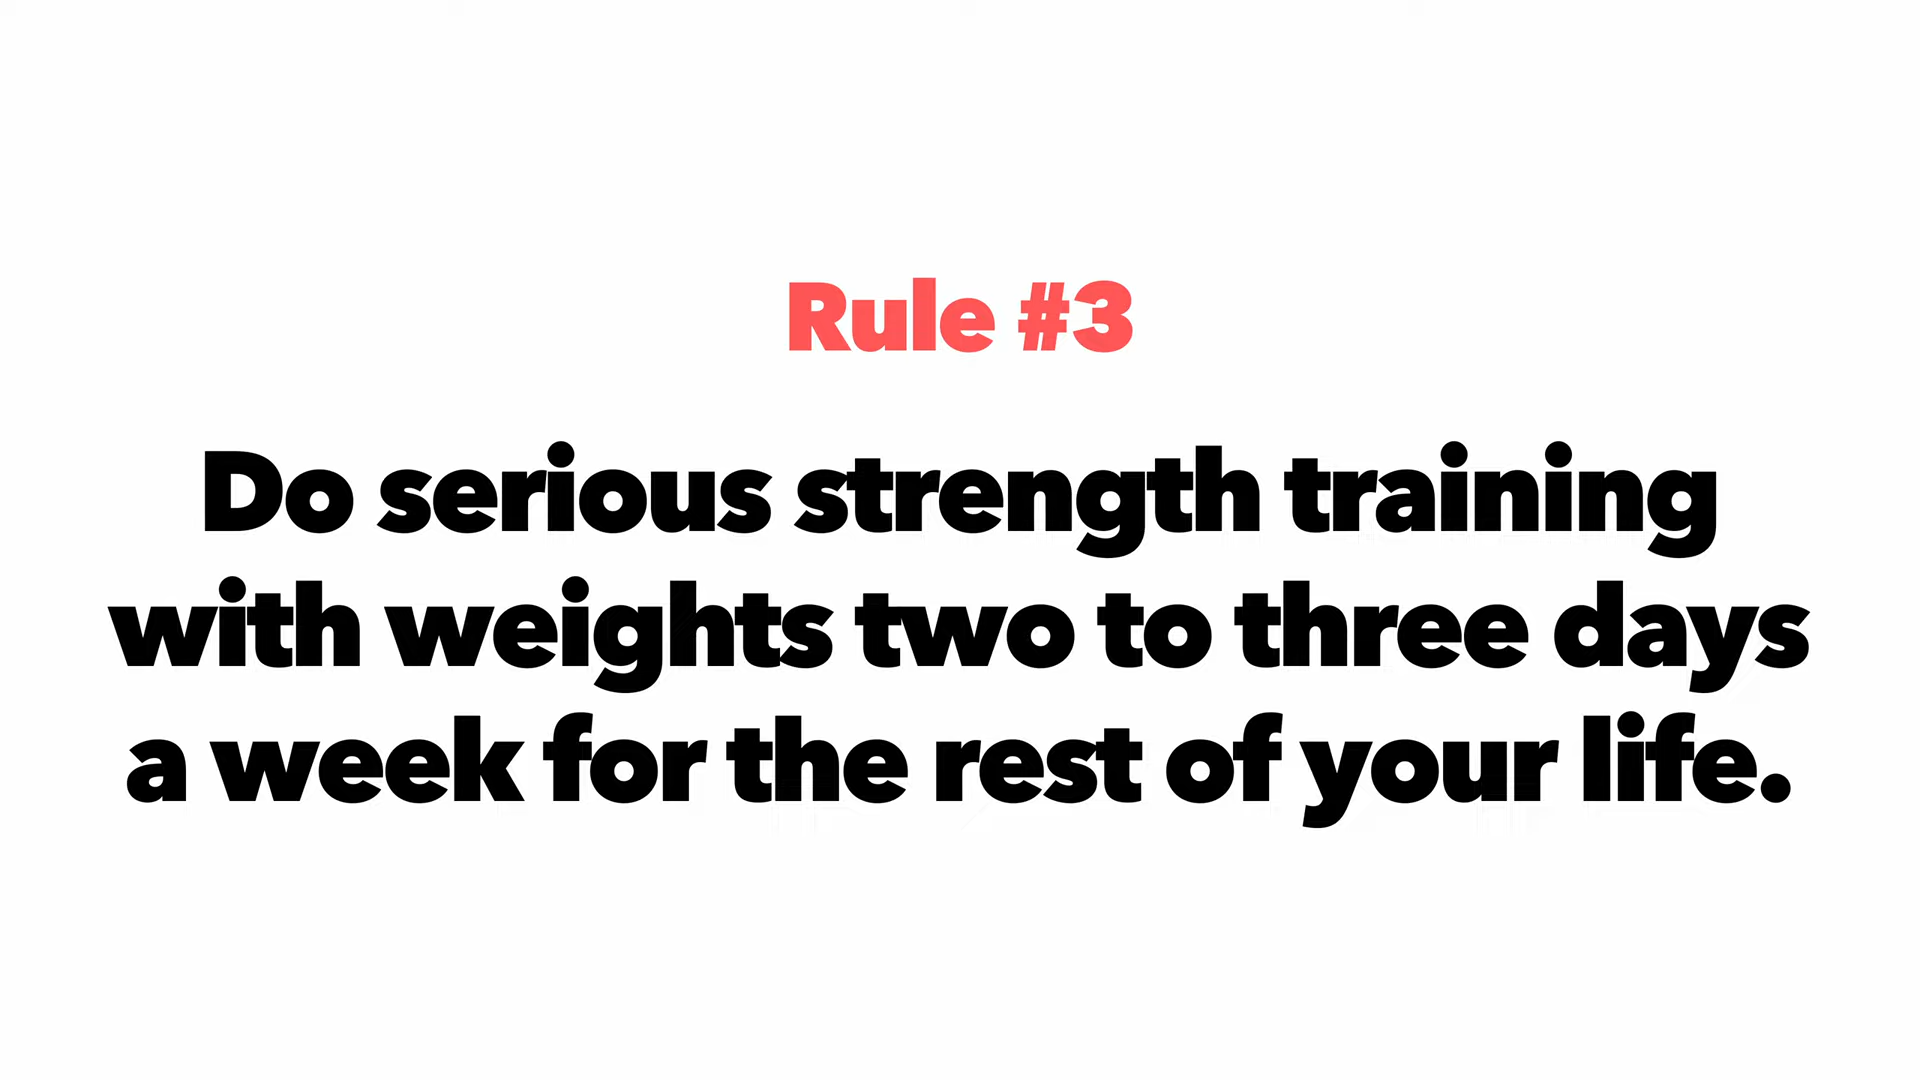 Rule #3
Do serious strength training
with weights two to three days
a week for the rest of your life.